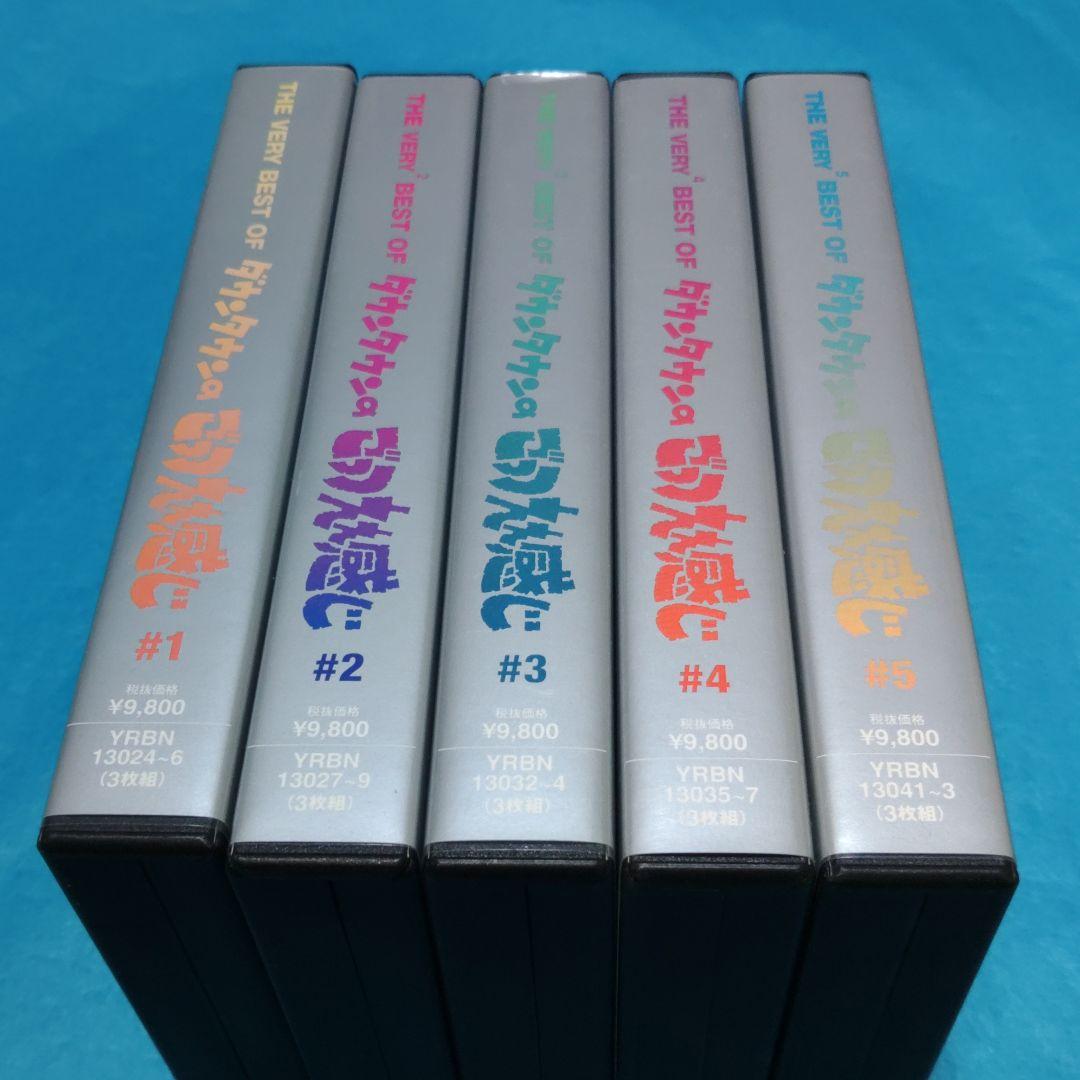 THE VERY BEST OF ダウンタウンのごっつええ感じ
#1
税抜価格
¥9,800
YRBN
13024~6
(3枚組)
THE VERY² BEST OF ダウンタウンのごっつええ感じ
#2
税抜価格
¥9,800
YRBN
13027~9
(3枚組)
THE VERY³ BEST OF ダウンタウンのごっつええ感じ
#3
税抜価格
¥9,800
YRBN
13032~4
(3枚組)
THE VERY⁴ BEST OF ダウンタウンのごっつええ感じ
#4
税抜価格
¥9,800
YRBN
13035~7
(3枚組)
THE VERY⁵ BEST OF ダウンタウンのごっつええ感じ
#5
税抜価格
¥9,800
YRBN
13041~3
(3枚組)